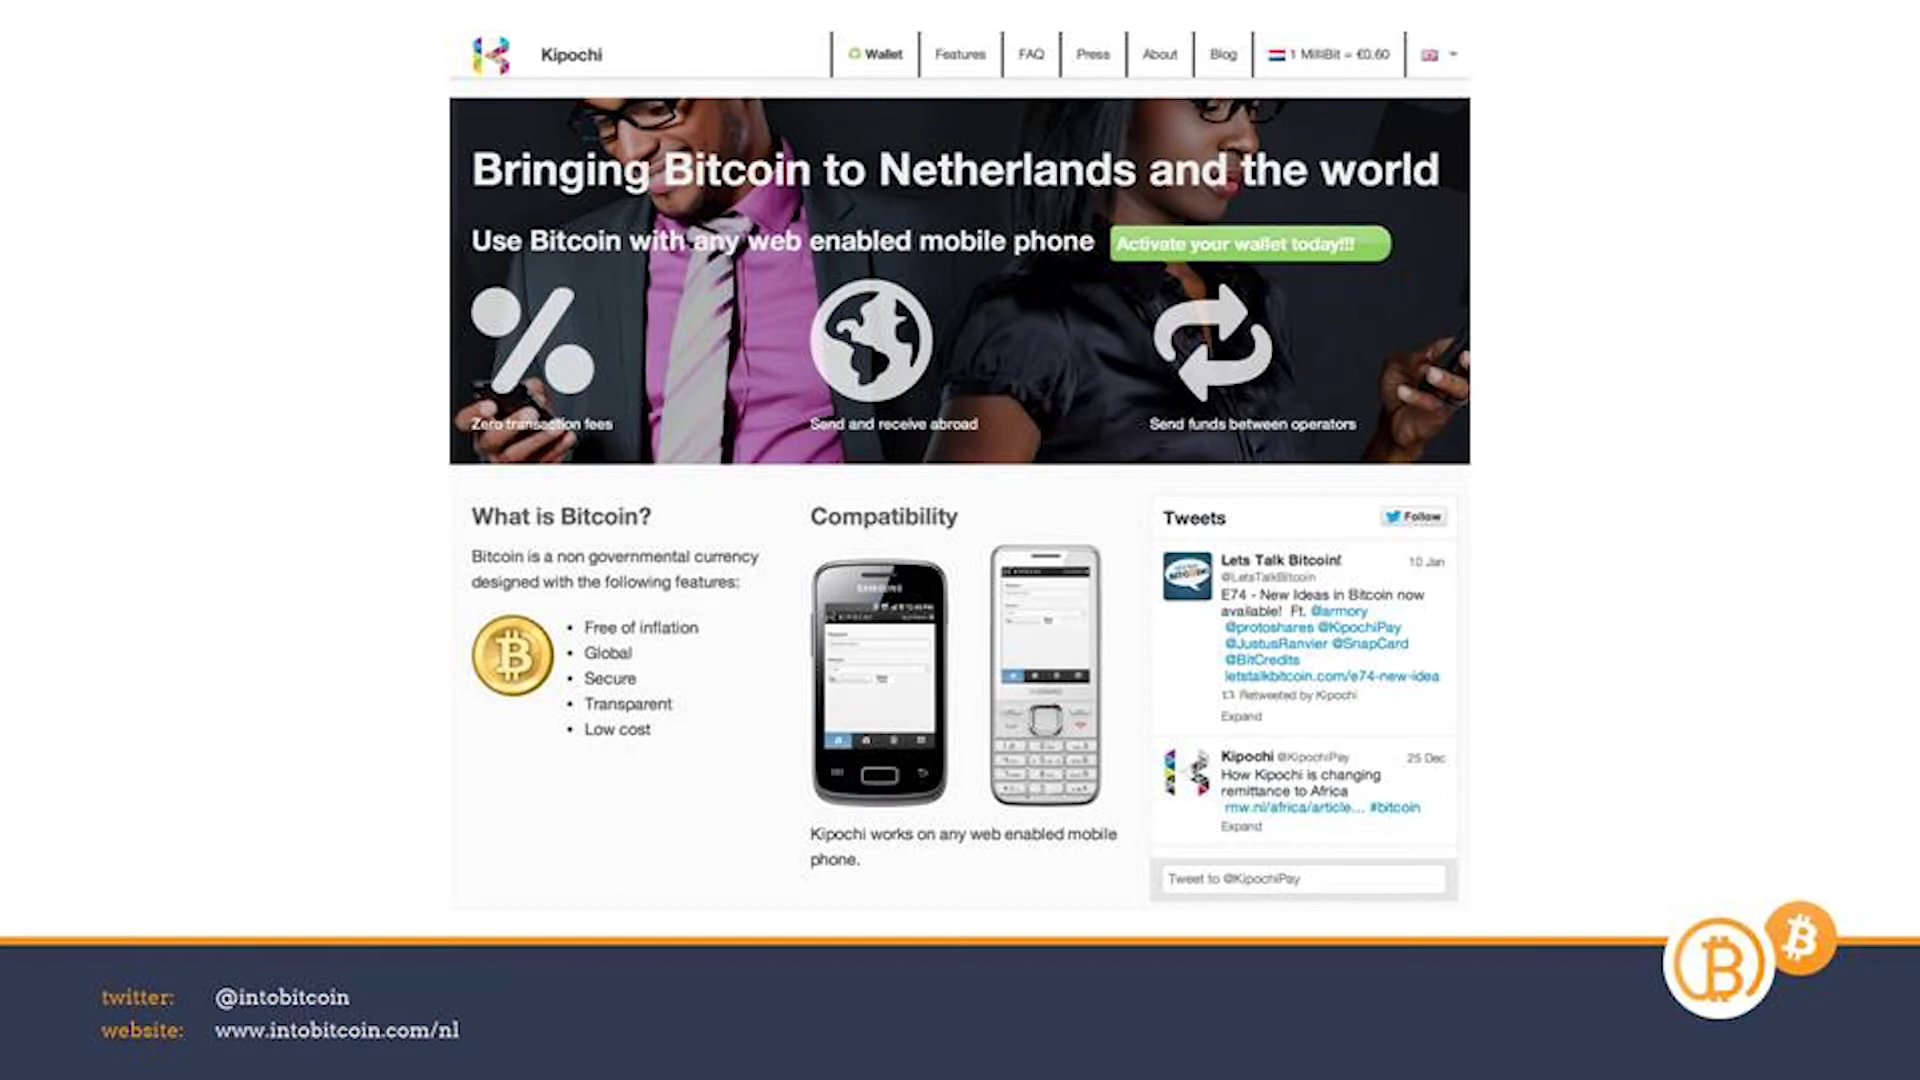 Kipochi
Wallet
Features
FAQ
Press
About
Blog
1 MilliBit = €0.60
Bringing Bitcoin to Netherlands and the world
Use Bitcoin with any web enabled mobile phone
Activate your wallet today!!!
Zero transaction fees
Send and receive abroad
Send funds between operators
What is Bitcoin?
Bitcoin is a non governmental currency
designed with the following features:
• Free of inflation
• Global
• Secure
• Transparent
• Low cost
Compatibility
SAMSUNG
KIPOCHI
Kipochi works on any web enabled mobile
phone.
Tweets
Follow
Lets Talk Bitcoin!
10 Jan
@LetsTalkBitcoin
E74 - New Ideas in Bitcoin now
available! Ft. @armory
@protoshares @KipochiPay
@JustusRanvier @SnapCard
@BitCredits
letstalkbitcoin.com/e74-new-idea
Retweeted by Kipochi
Expand
Kipochi @KipochiPay
25 Dec
How Kipochi is changing
remittance to Africa
rnw.nl/africa/article... #bitcoin
Expand
Tweet to @KipochiPay
twitter: @intobitcoin
website: www.intobitcoin.com/nl